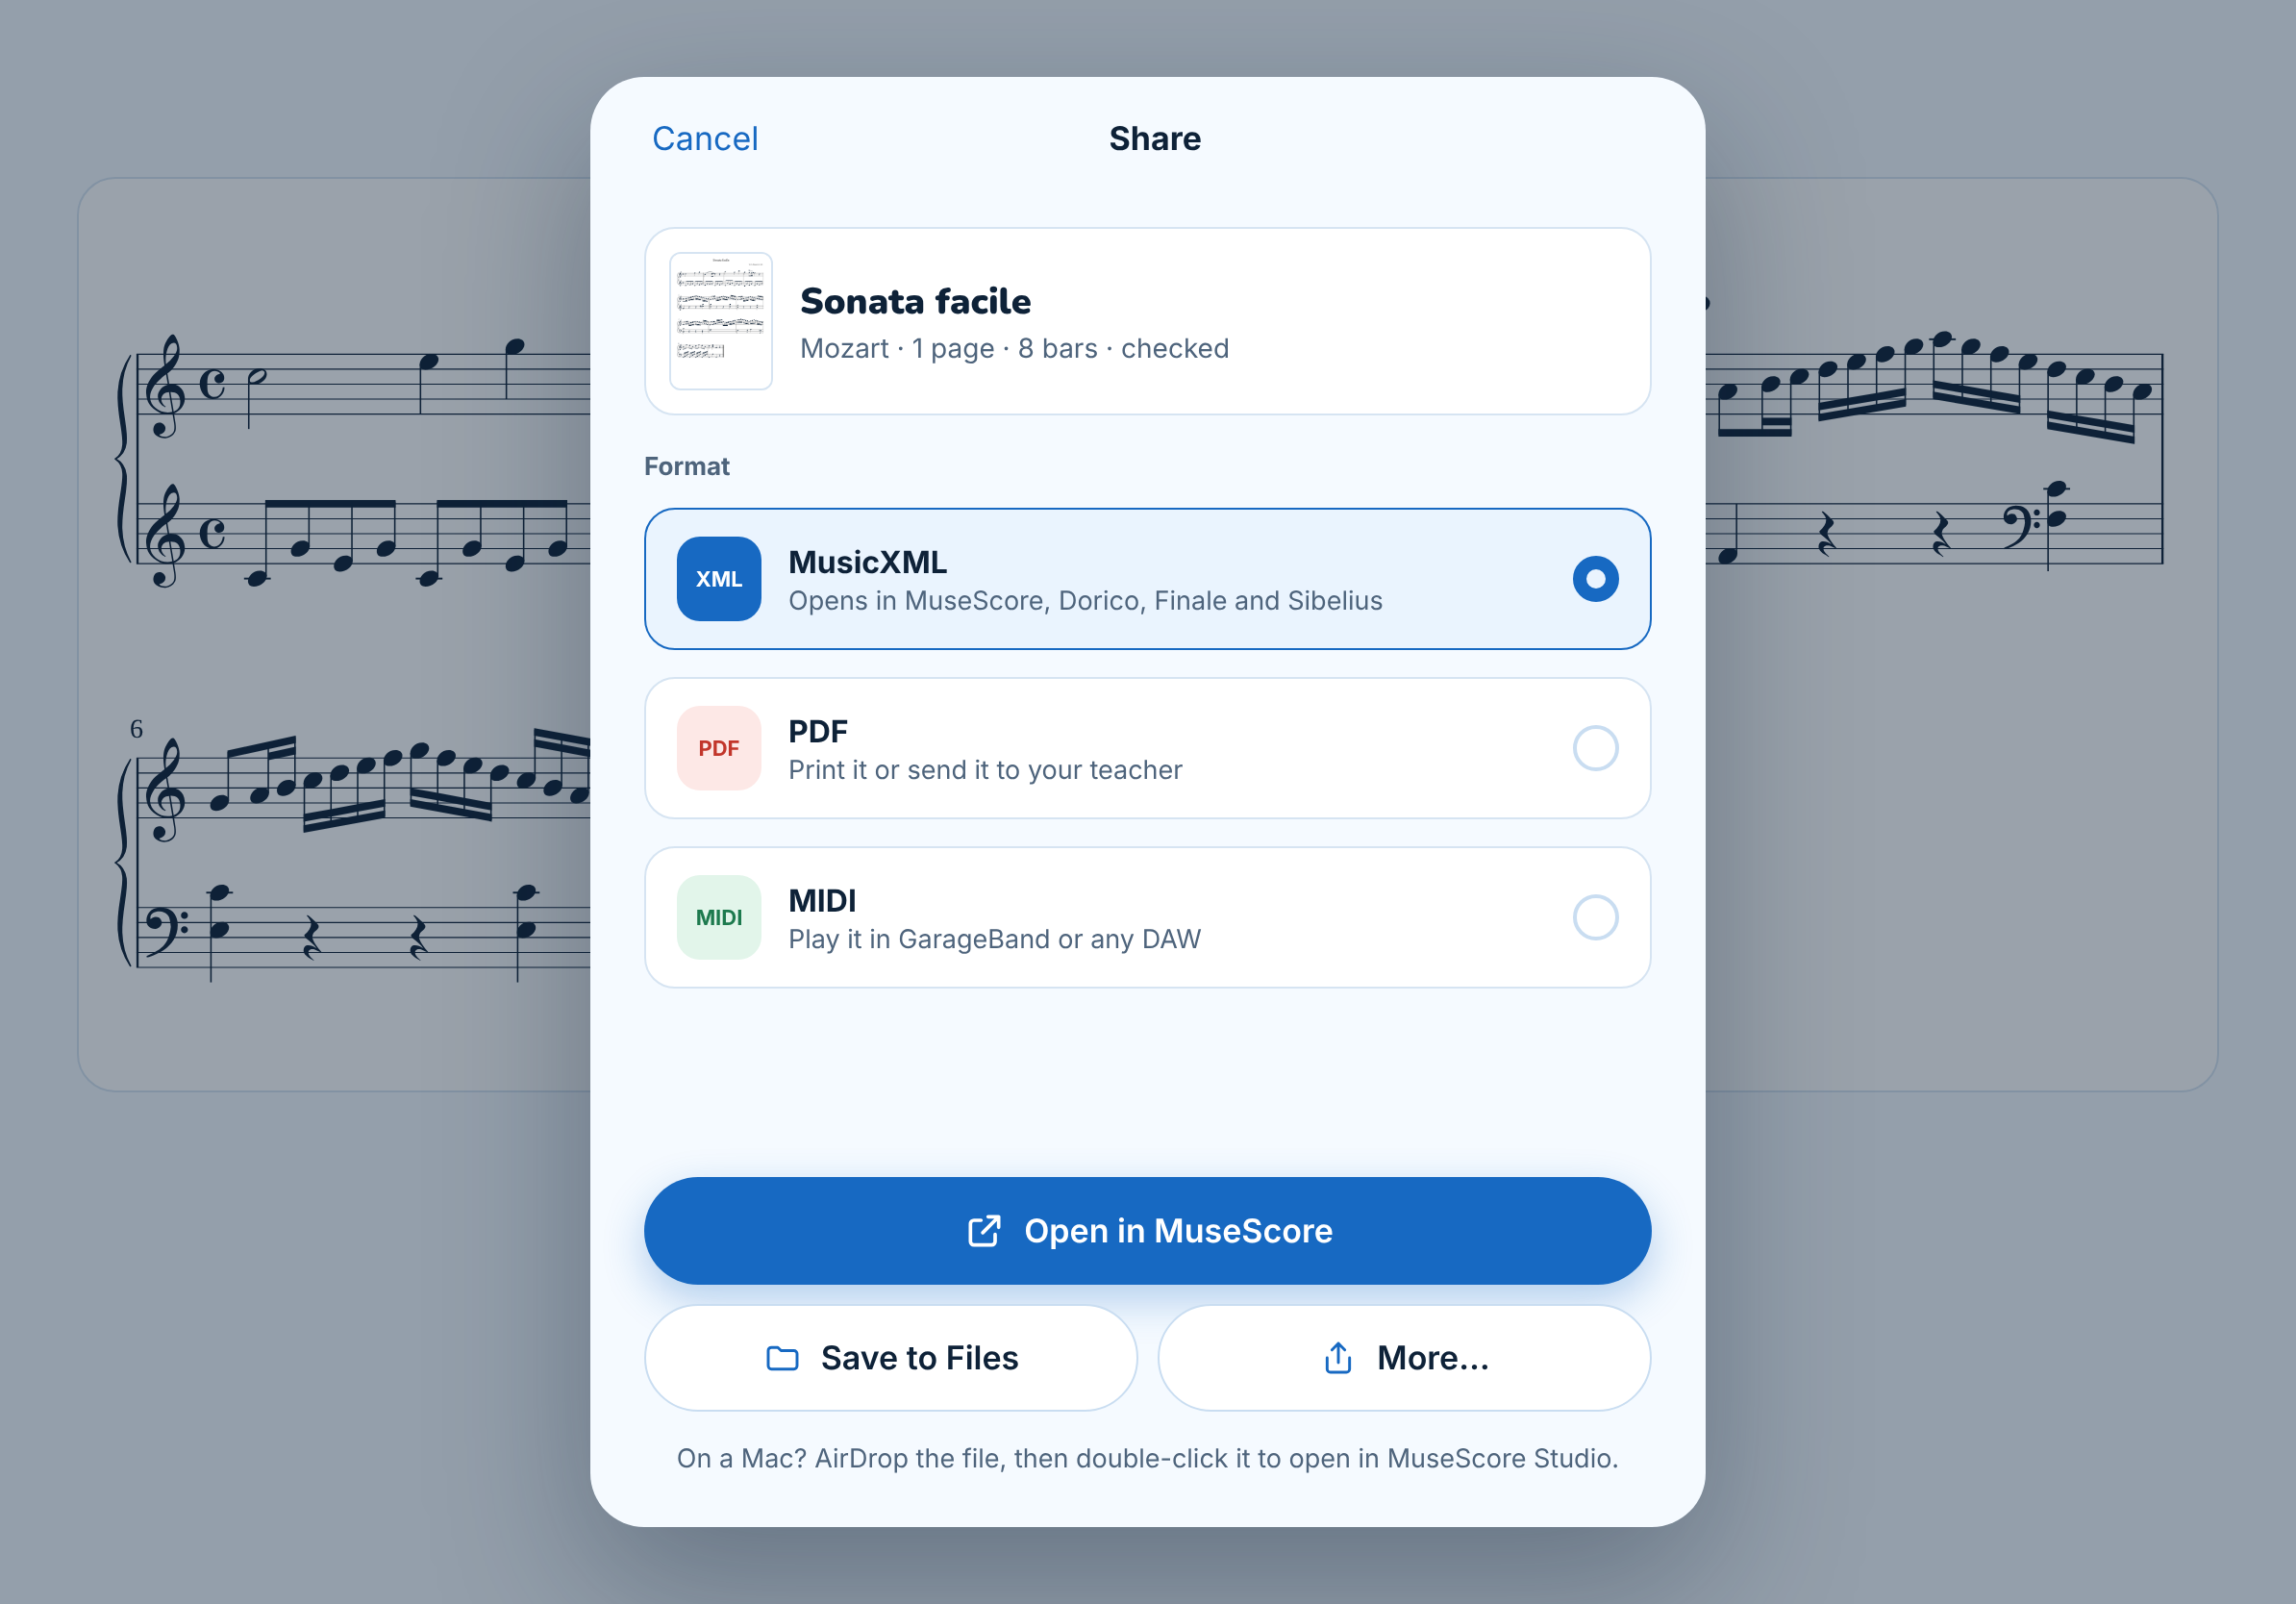 Cancel
Share
Sonata facile
Mozart · 1 page · 8 bars · checked
Format
XML
MusicXML
Opens in MuseScore, Dorico, Finale and Sibelius
PDF
PDF
Print it or send it to your teacher
6
MIDI
MIDI
Play it in GarageBand or any DAW
Open in MuseScore
Save to Files
More...
On a Mac? AirDrop the file, then double-click it to open in MuseScore Studio.